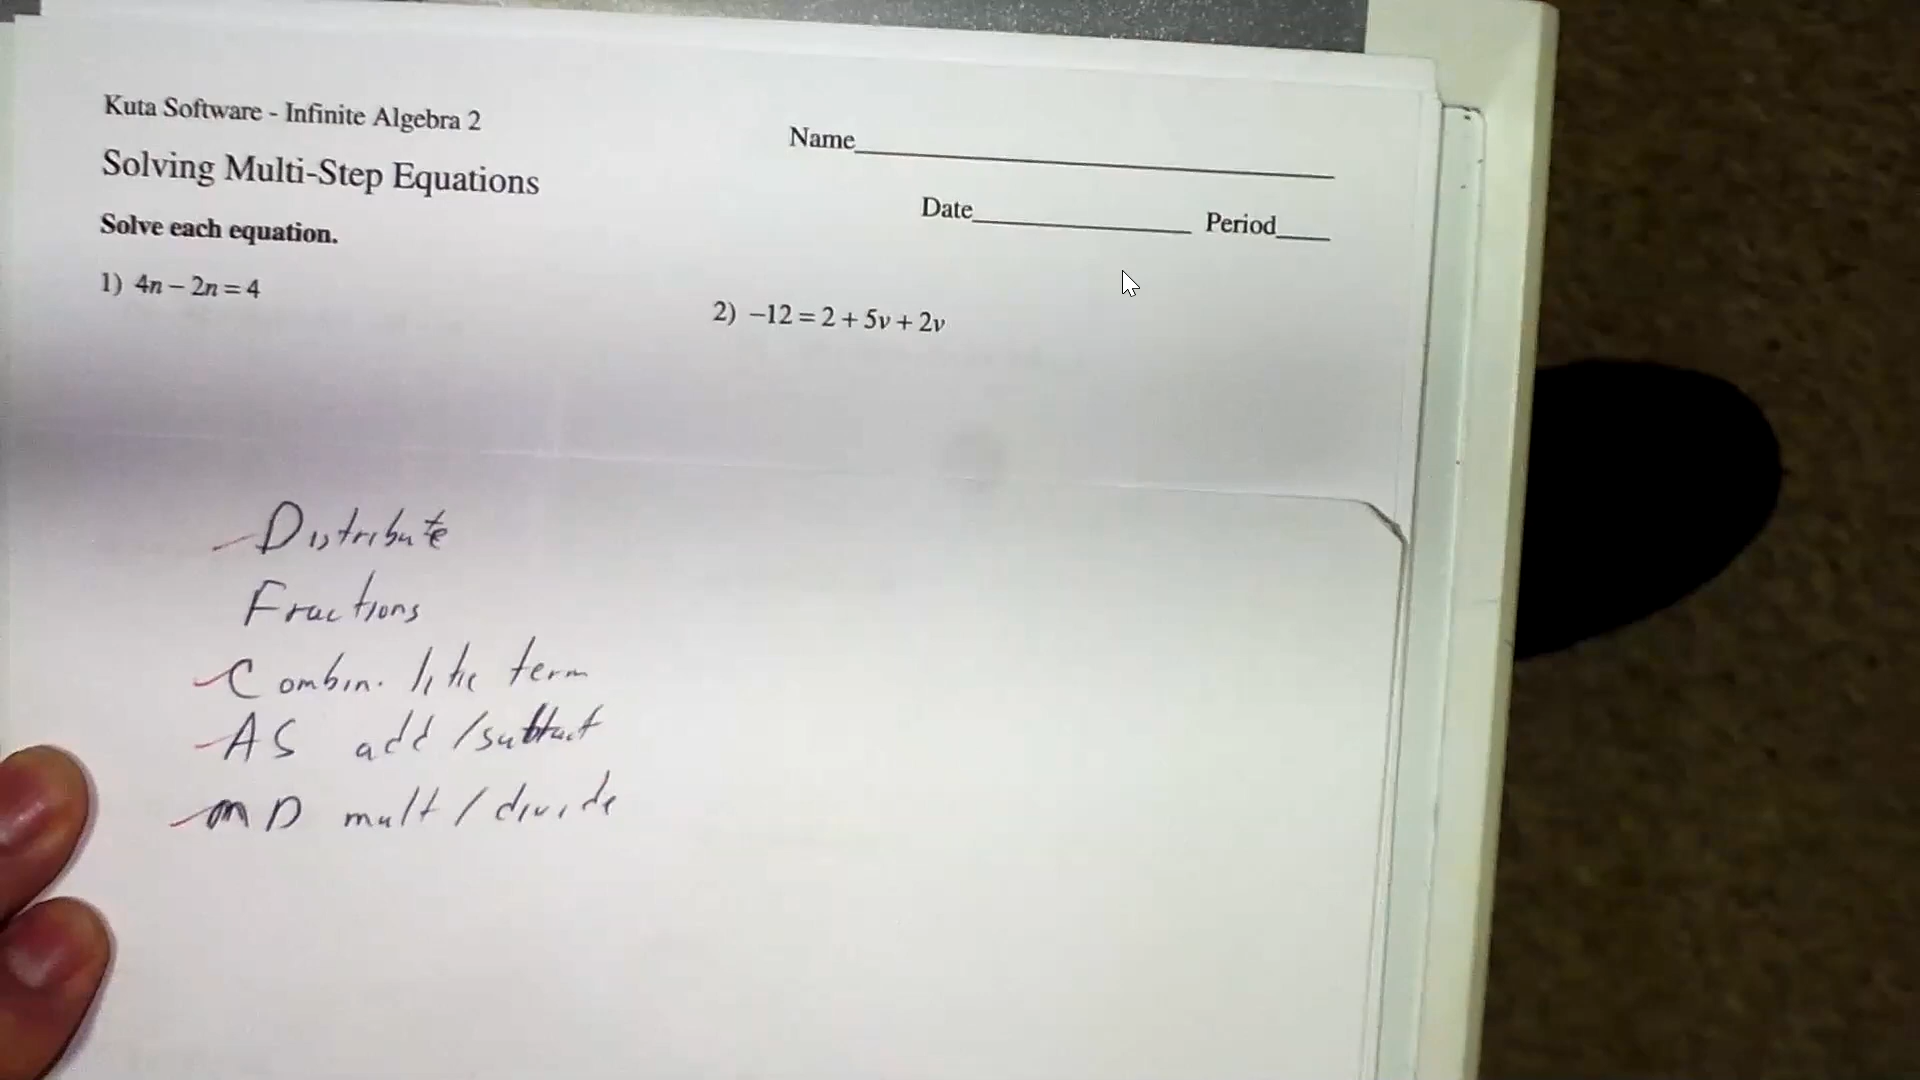 Kuta Software - Infinite Algebra 2
Name
Solving Multi-Step Equations
Date Period
Solve each equation.
1) 4n – 2n = 4
2) –12 = 2 + 5v + 2v
Distribute
Fractions
Combin. like term
AS add/subtract
MD mult/divide